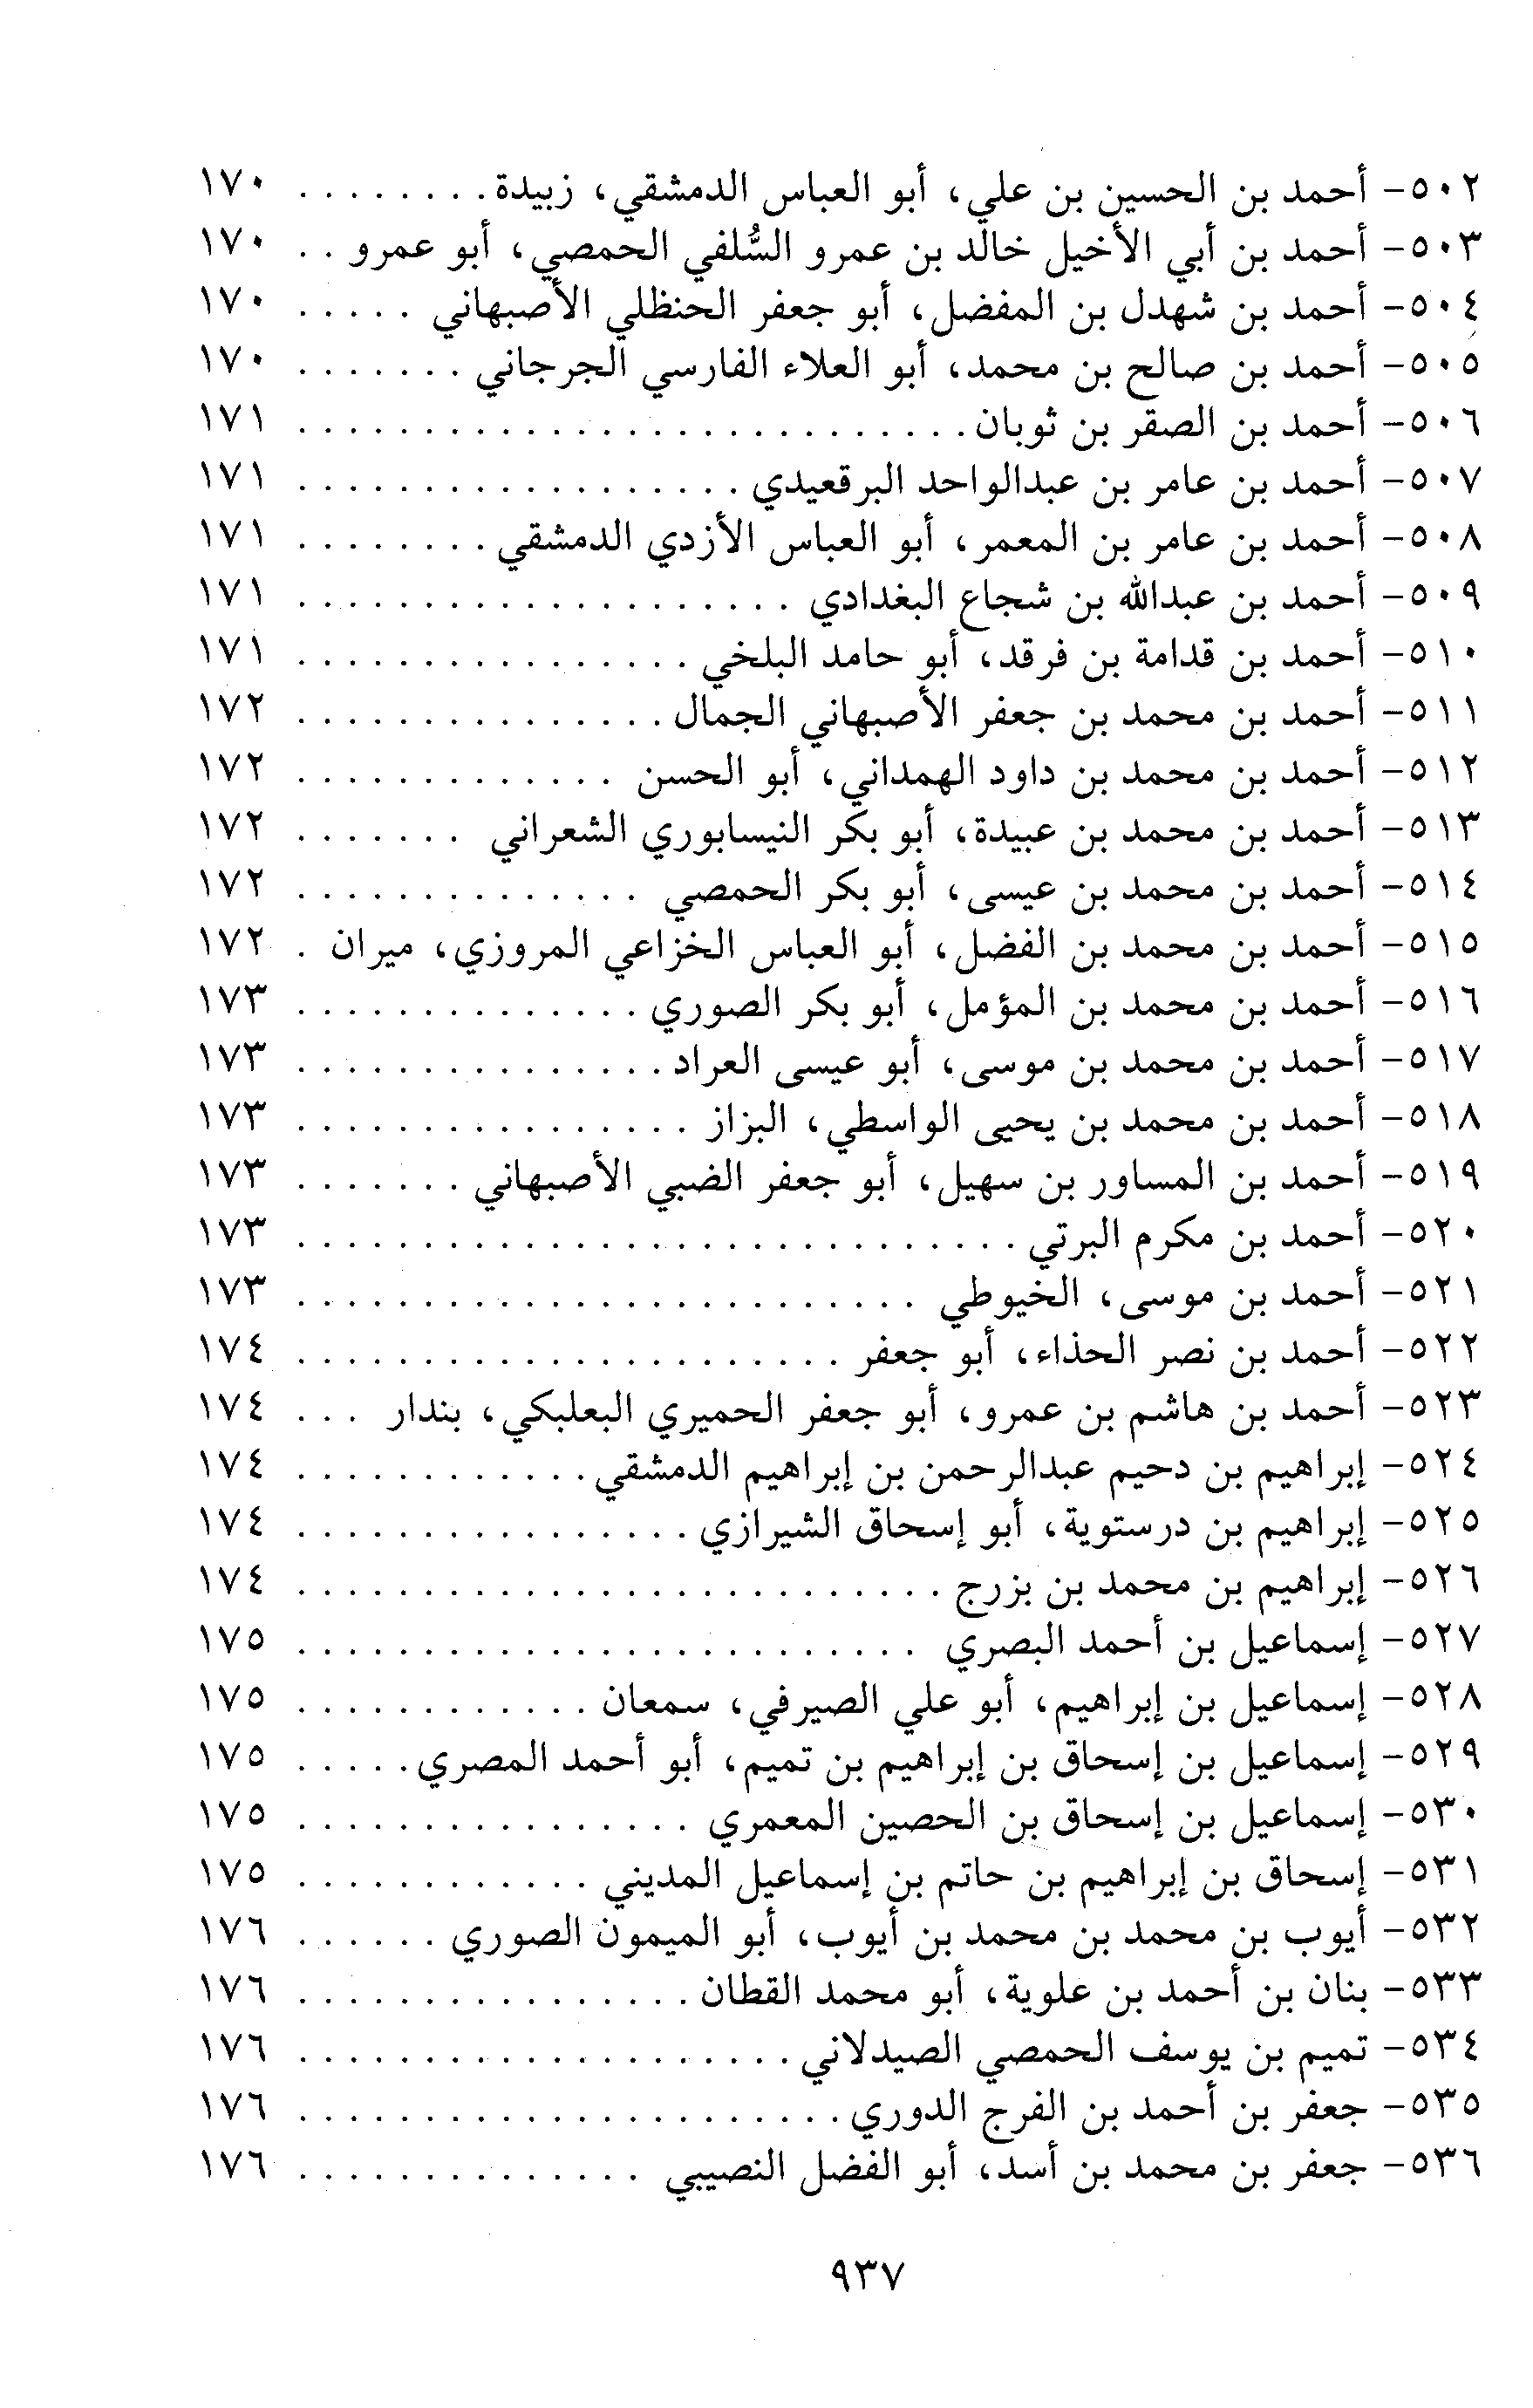 ٥٠٢- أحمد بن الحسين بن علي، أبو العباس الدمشقي، زبيدة ........ ١٧٠
٥٠٣- أحمد بن أبي الأخيل خالد بن عمرو السُّلفي الحمصي، أبو عمرو .. ١٧٠
٥٠٤- أحمد بن شهدل بن المفضل، أبو جعفر الحنظلي الأصبهاني ..... ١٧٠
٥٠٥- أحمد بن صالح بن محمد، أبو العلاء الفارسي الجرجاني ....... ١٧٠
٥٠٦- أحمد بن الصقر بن ثوبان ........................... ١٧١
٥٠٧- أحمد بن عامر بن عبدالواحد البرقعيدي .................. ١٧١
٥٠٨- أحمد بن عامر بن المعمر، أبو العباس الأزدي الدمشقي ........ ١٧١
٥٠٩- أحمد بن عبدالله بن شجاع البغدادي .................... ١٧١
٥١٠- أحمد بن قدامة بن فرقد، أبو حامد البلخي ................ ١٧١
٥١١- أحمد بن محمد بن جعفر الأصبهاني الجمال ............... ١٧٢
٥١٢- أحمد بن محمد بن داود الهمداني، أبو الحسن ............. ١٧٢
٥١٣- أحمد بن محمد بن عبيدة، أبو بكر النيسابوري الشعراني ....... ١٧٢
٥١٤- أحمد بن محمد بن عيسى، أبو بكر الحمصي .............. ١٧٢
٥١٥- أحمد بن محمد بن الفضل، أبو العباس الخزاعي المروزي، ميران . ١٧٢
٥١٦- أحمد بن محمد بن المؤمل، أبو بكر الصوري .............. ١٧٣
٥١٧- أحمد بن محمد بن موسى، أبو عيسى العراد ............... ١٧٣
٥١٨- أحمد بن محمد بن يحيى الواسطي، البزاز ................ ١٧٣
٥١٩- أحمد بن المساور بن سهيل، أبو جعفر الضبي الأصبهاني ....... ١٧٣
٥٢٠- أحمد بن مكرم البرتي ............................. ١٧٣
٥٢١- أحمد بن موسى، الخيوطي ......................... ١٧٣
٥٢٢- أحمد بن نصر الحذاء، أبو جعفر ...................... ١٧٤
٥٢٣- أحمد بن هاشم بن عمرو، أبو جعفر الحميري البعلبكي، بندار ... ١٧٤
٥٢٤- إبراهيم بن دحيم عبدالرحمن بن إبراهيم الدمشقي ............ ١٧٤
٥٢٥- إبراهيم بن درستوية، أبو إسحاق الشيرازي ................ ١٧٤
٥٢٦- إبراهيم بن محمد بن بزرج .......................... ١٧٤
٥٢٧- إسماعيل بن أحمد البصري ......................... ١٧٥
٥٢٨- إسماعيل بن إبراهيم، أبو علي الصيرفي، سمعان ............ ١٧٥
٥٢٩- إسماعيل بن إسحاق بن إبراهيم بن تميم، أبو أحمد المصري ..... ١٧٥
٥٣٠- إسماعيل بن إسحاق بن الحصين المعمري ................ ١٧٥
٥٣١- إسحاق بن إبراهيم بن حاتم بن إسماعيل المديني ............ ١٧٥
٥٣٢- أيوب بن محمد بن محمد بن أيوب، أبو الميمون الصوري ...... ١٧٦
٥٣٣- بنان بن أحمد بن علوية، أبو محمد القطان ................ ١٧٦
٥٣٤- تميم بن يوسف الحمصي الصيدلاني .................... ١٧٦
٥٣٥- جعفر بن أحمد بن الفرج الدوري ...................... ١٧٦
٥٣٦- جعفر بن محمد بن أسد، أبو الفضل النصيبي .............. ١٧٦
٩٣٧